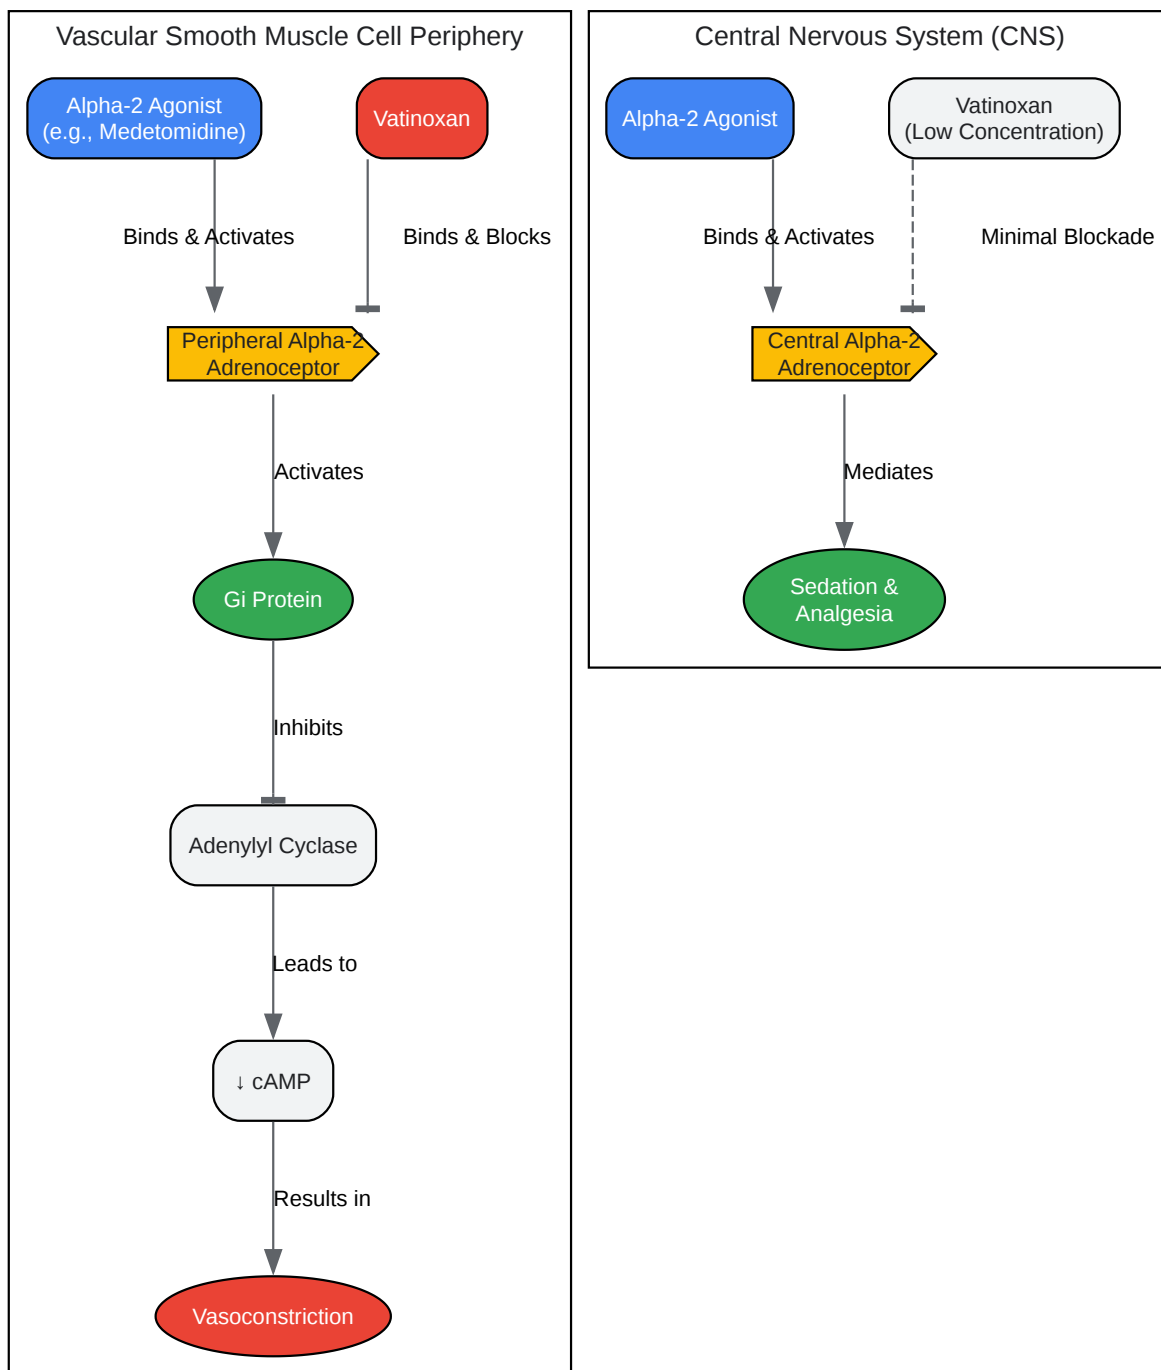 Vascular Smooth Muscle Cell Periphery
Alpha-2 Agonist
(e.g., Medetomidine)
Vatinoxan
Binds & Activates
Binds & Blocks
Peripheral Alpha-2
Adrenoceptor
Activates
Gi Protein
Inhibits
Adenylyl Cyclase
Leads to
↓ cAMP
Results in
Vasoconstriction
Central Nervous System (CNS)
Alpha-2 Agonist
Vatinoxan
(Low Concentration)
Binds & Activates
Minimal Blockade
Central Alpha-2
Adrenoceptor
Mediates
Sedation &
Analgesia